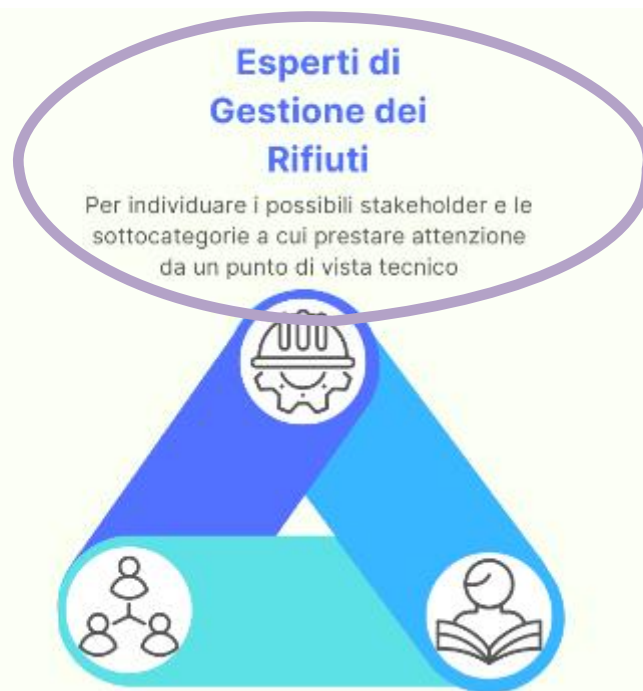 Esperti di
Gestione dei
Rifiuti
Per individuare i possibili stakeholder e le
sottocategorie a cui prestare attenzione
da un punto di vista tecnico